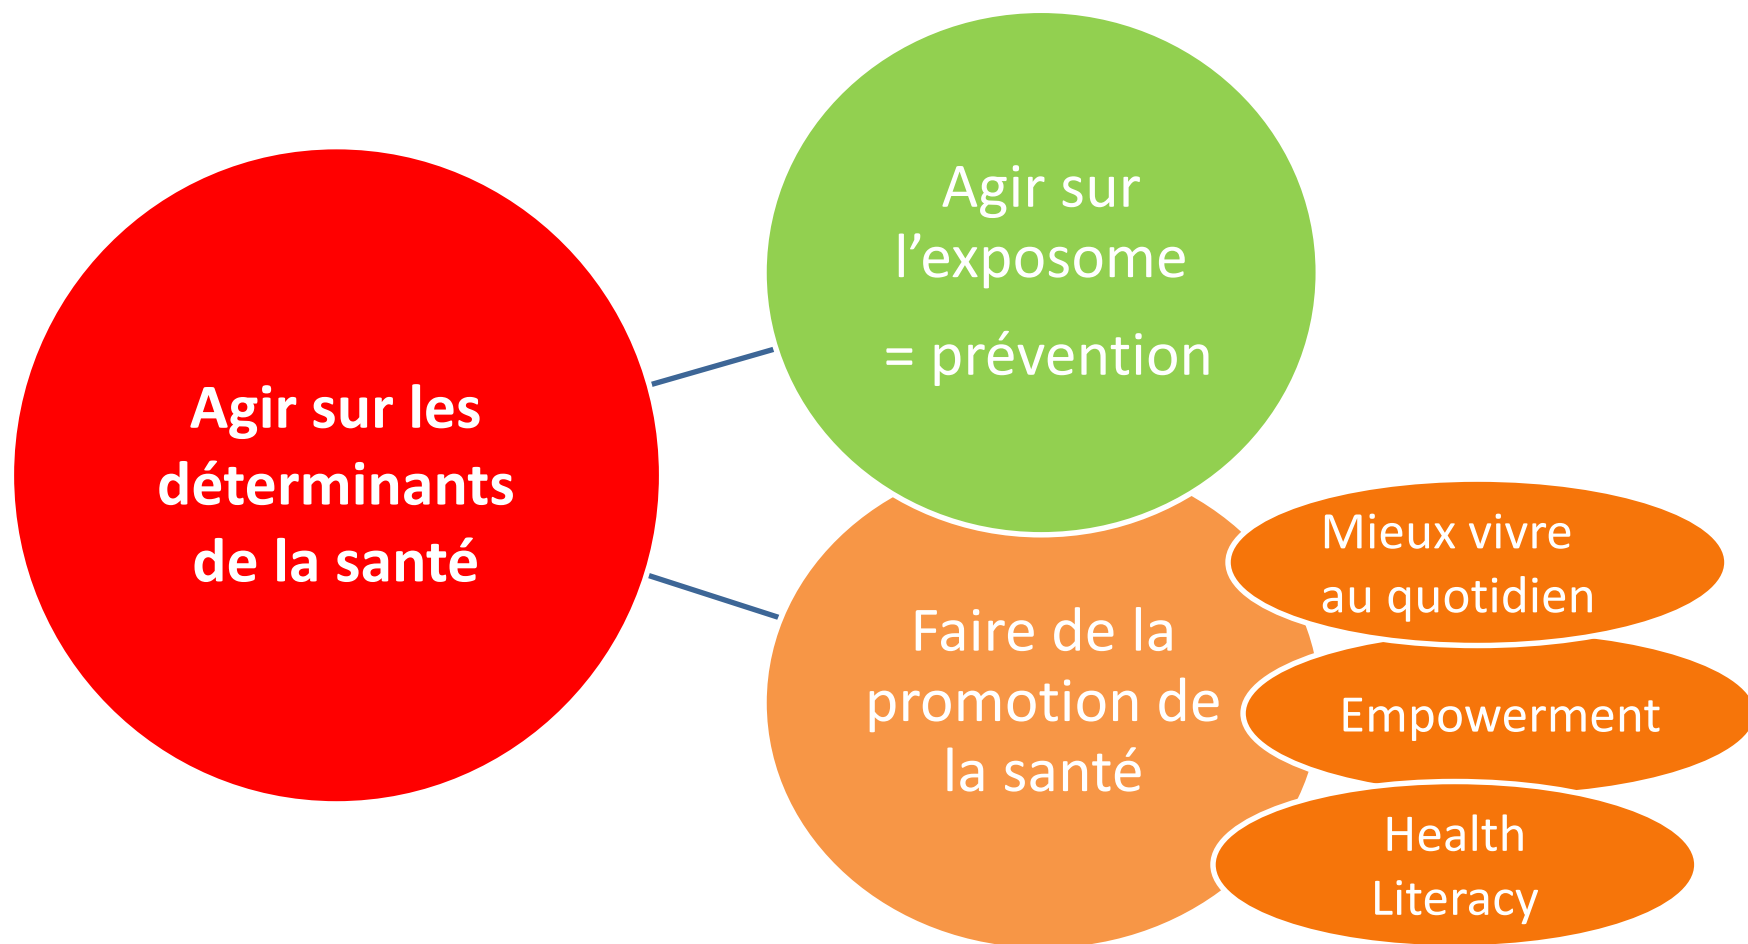 Agir sur les
déterminants
de la santé
Agir sur
l’exposome
= prévention
Faire de la
promotion de
la santé
Mieux vivre
au quotidien
Empowerment
Health
Literacy